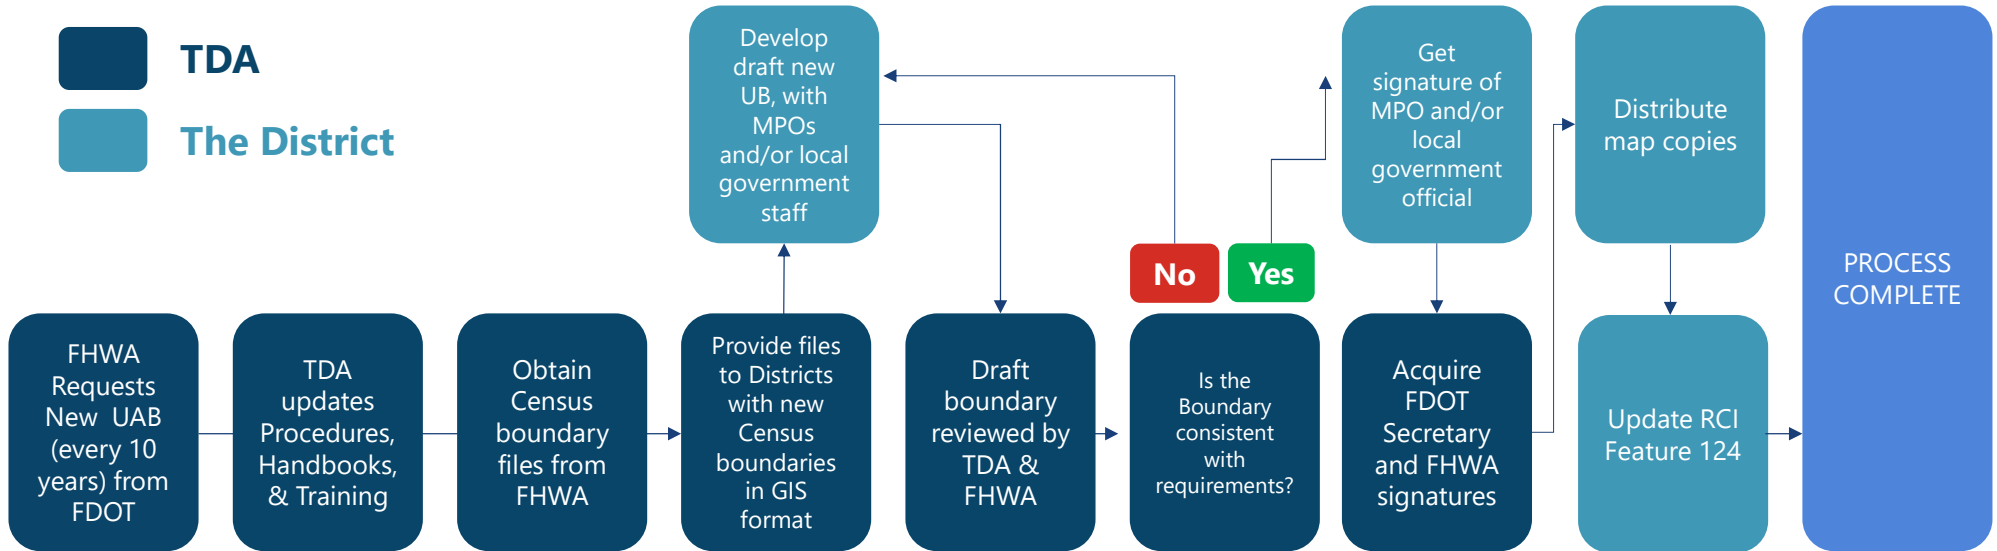 TDA
The District
FHWA
Requests
New UAB
(every 10
years) from
FDOT
TDA
updates
Procedures,
Handbooks,
& Training
Obtain
Census
boundary
files from
FHWA
Provide files
to Districts
with new
Census
boundaries
in GIS
format
Develop
draft new
UB, with
MPOs
and/or local
government
staff
Draft
boundary
reviewed by
TDA &
FHWA
Is the
Boundary
consistent
with
requirements?
No
Yes
Get
signature of
MPO and/or
local
government
official
Acquire
FDOT
Secretary
and FHWA
signatures
Distribute
map copies
Update RCI
Feature 124
PROCESS
COMPLETE